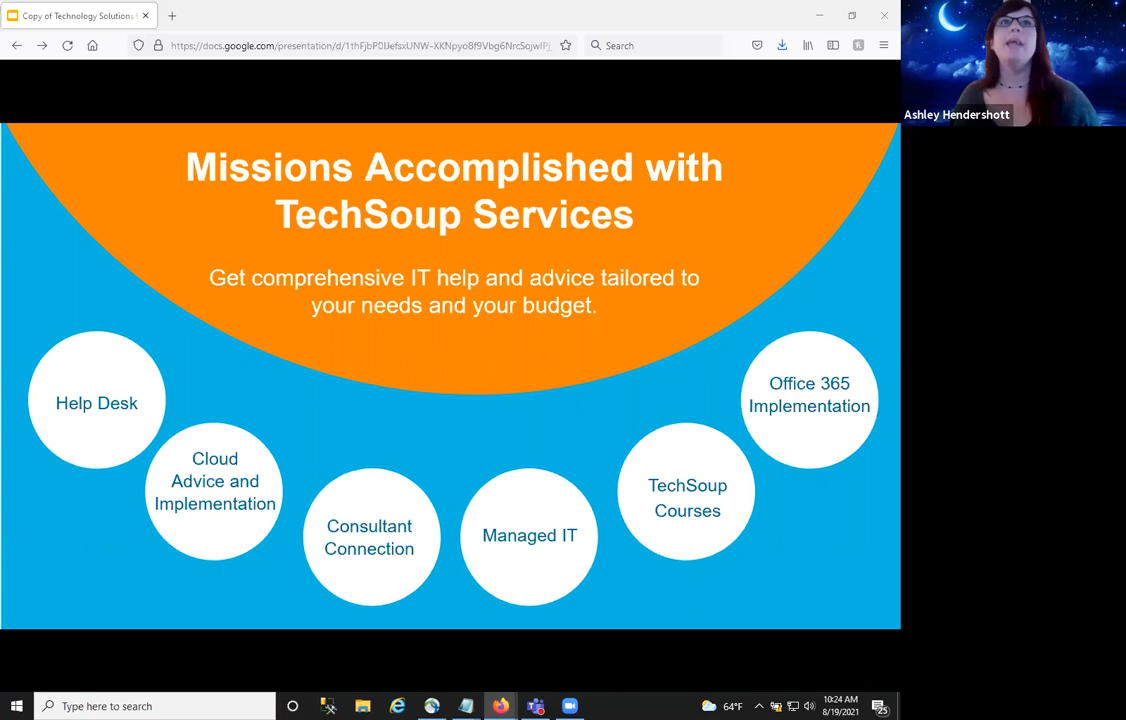 Copy of Technology Solutions
https://docs.google.com/presentation/d/
Search
Ashley Hendershott
Missions Accomplished with
TechSoup Services
Get comprehensive IT help and advice tailored to
your needs and your budget.
Help Desk
Cloud
Advice and
Implementation
Consultant
Connection
Managed IT
TechSoup
Courses
Office 365
Implementation
Type here to search
64°F
10:24 AM
8/19/2021
25